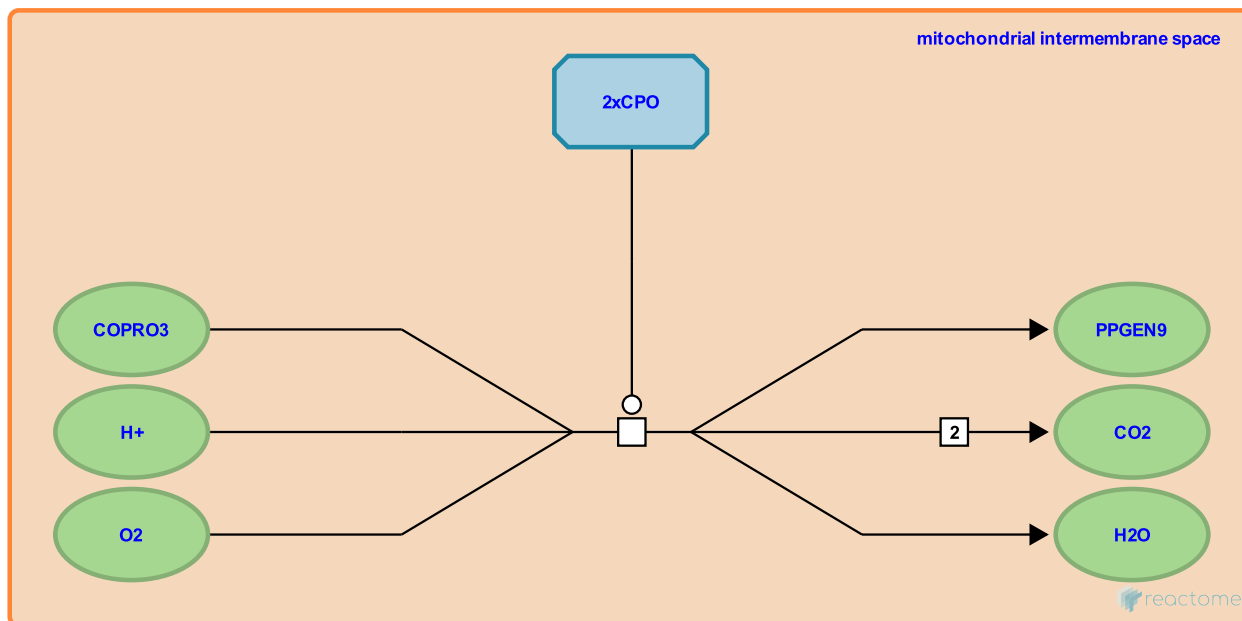 mitochondrial intermembrane space
2xCPO
COPRO3
PPGEN9
H+
2
CO2
O2
H2O
reactome